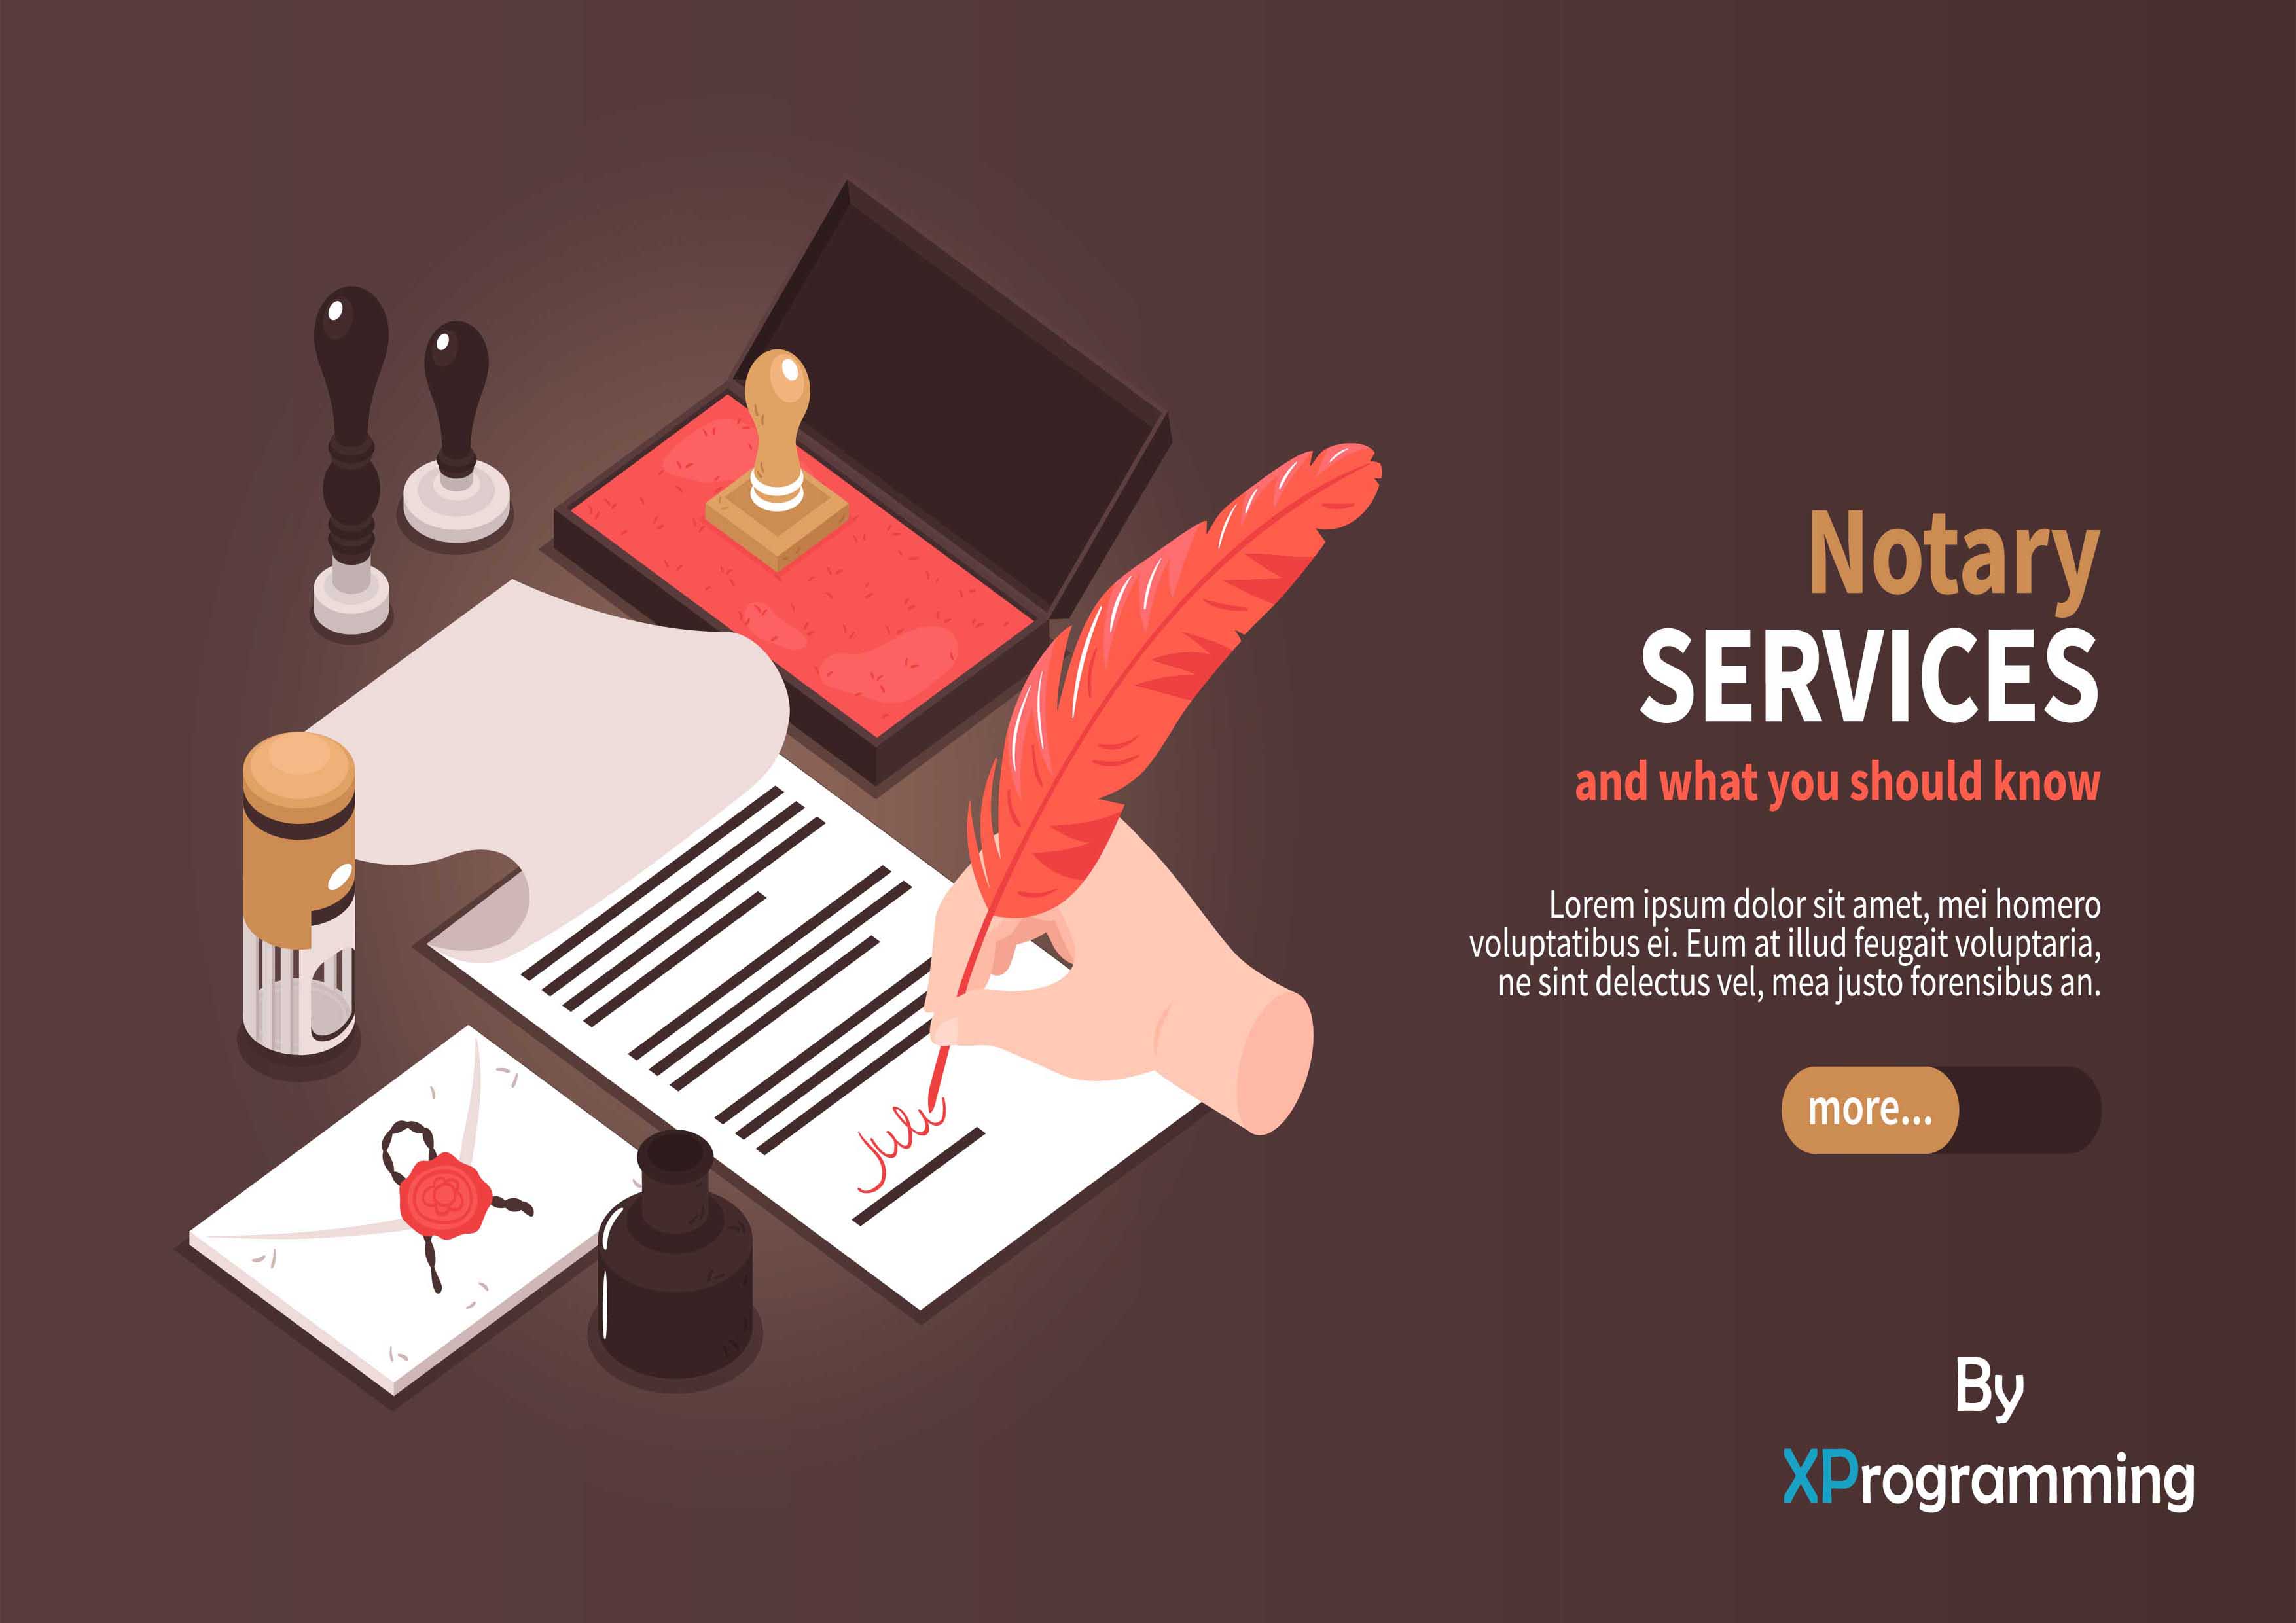 Notary
SERVICES
and what you should know
Lorem ipsum dolor sit amet, mei homero
voluptatibus ei. Eum at illud feugait voluptaria,
ne sint delectus vel, mea justo forensibus an.
more...
By
XProgramming